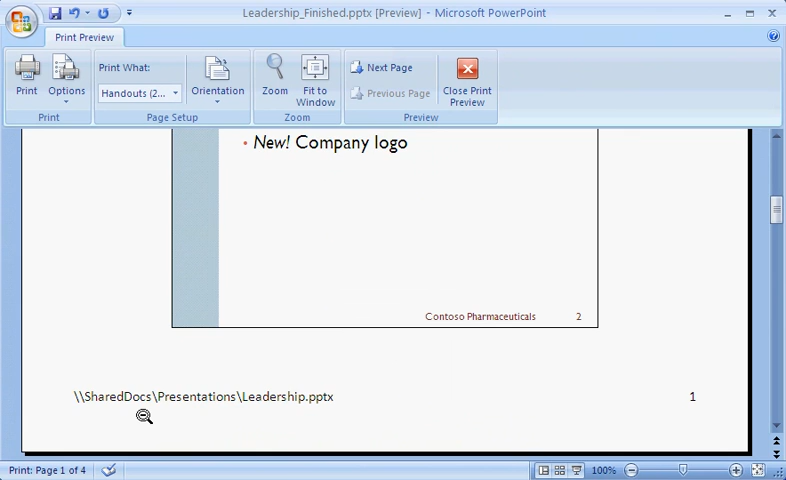 Leadership_Finished.pptx [Preview] - Microsoft PowerPoint
Print Preview
Print
Options
Print What:
Handouts (2...
Orientation
Zoom
Fit to
Window
Next Page
Previous Page
Close Print
Preview
Print
Page Setup
Zoom
Preview
• New! Company logo
Contoso Pharmaceuticals 2
\\SharedDocs\Presentations\Leadership.pptx 1
Print: Page 1 of 4
100%